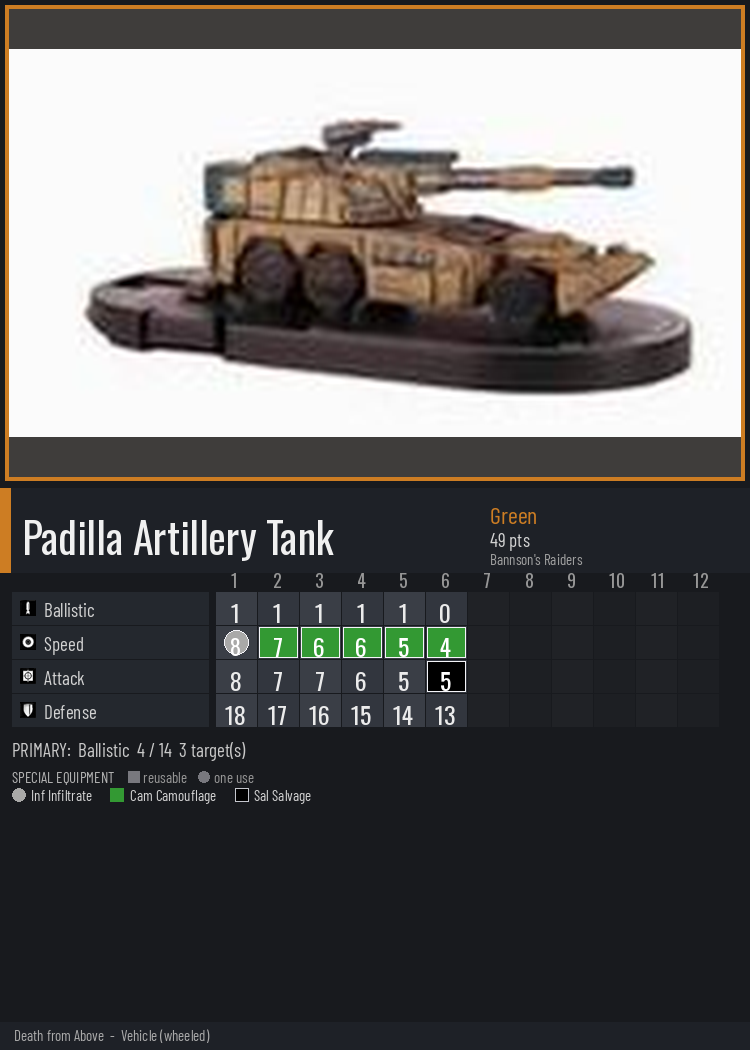 Padilla Artillery Tank
Green
49 pts
Bannson's Raiders
1 2 3 4 5 6 7 8 9 10 11 12
Ballistic 1 1 1 1 1 0
Speed 8 7 6 6 5 4
Attack 8 7 7 6 5 5
Defense 18 17 16 15 14 13
PRIMARY: Ballistic 4 / 14 3 target(s)
SPECIAL EQUIPMENT reusable one use
Inf Infiltrate Cam Camouflage Sal Salvage
Death from Above - Vehicle (wheeled)